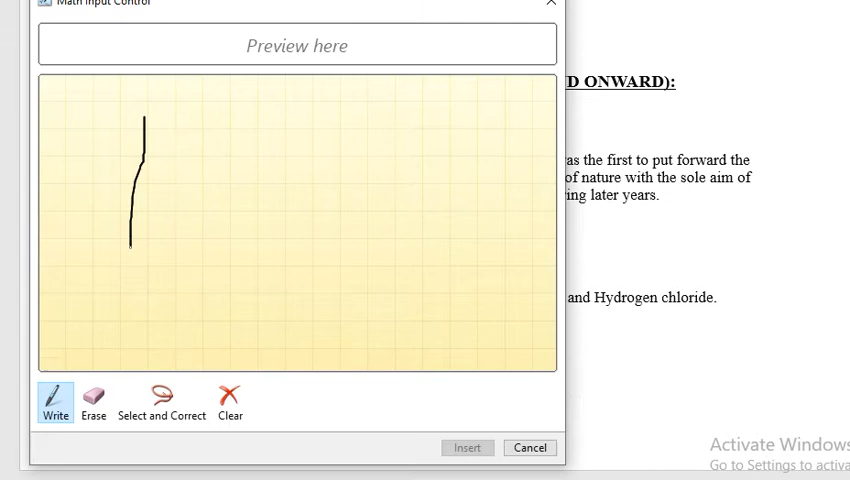 Math Input Control
Preview here
D ONWARD):
as the first to put forward the
of nature with the sole aim of
ring later years.
and Hydrogen chloride.
Write
Erase
Select and Correct
Clear
Insert
Cancel
Activate Windows
Go to Settings to activa